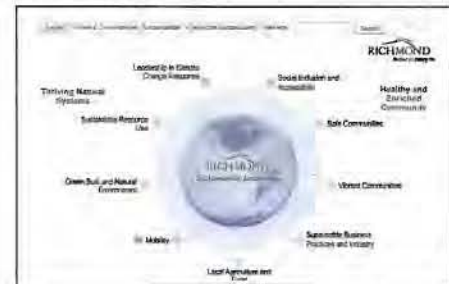 RICHMOND
Leadership in Climate
Change Response
Social Inclusion and
Accessibility
Thriving Natural
Systems
Healthy and
Enriched
Communities
Sustainable Resource
Use
Safe Communities
RICHMOND
Green Built and Natural
Environment
Vibrant Communities
Mobility
Sustainable Business
Practices and Industry
Local Agriculture and
Food